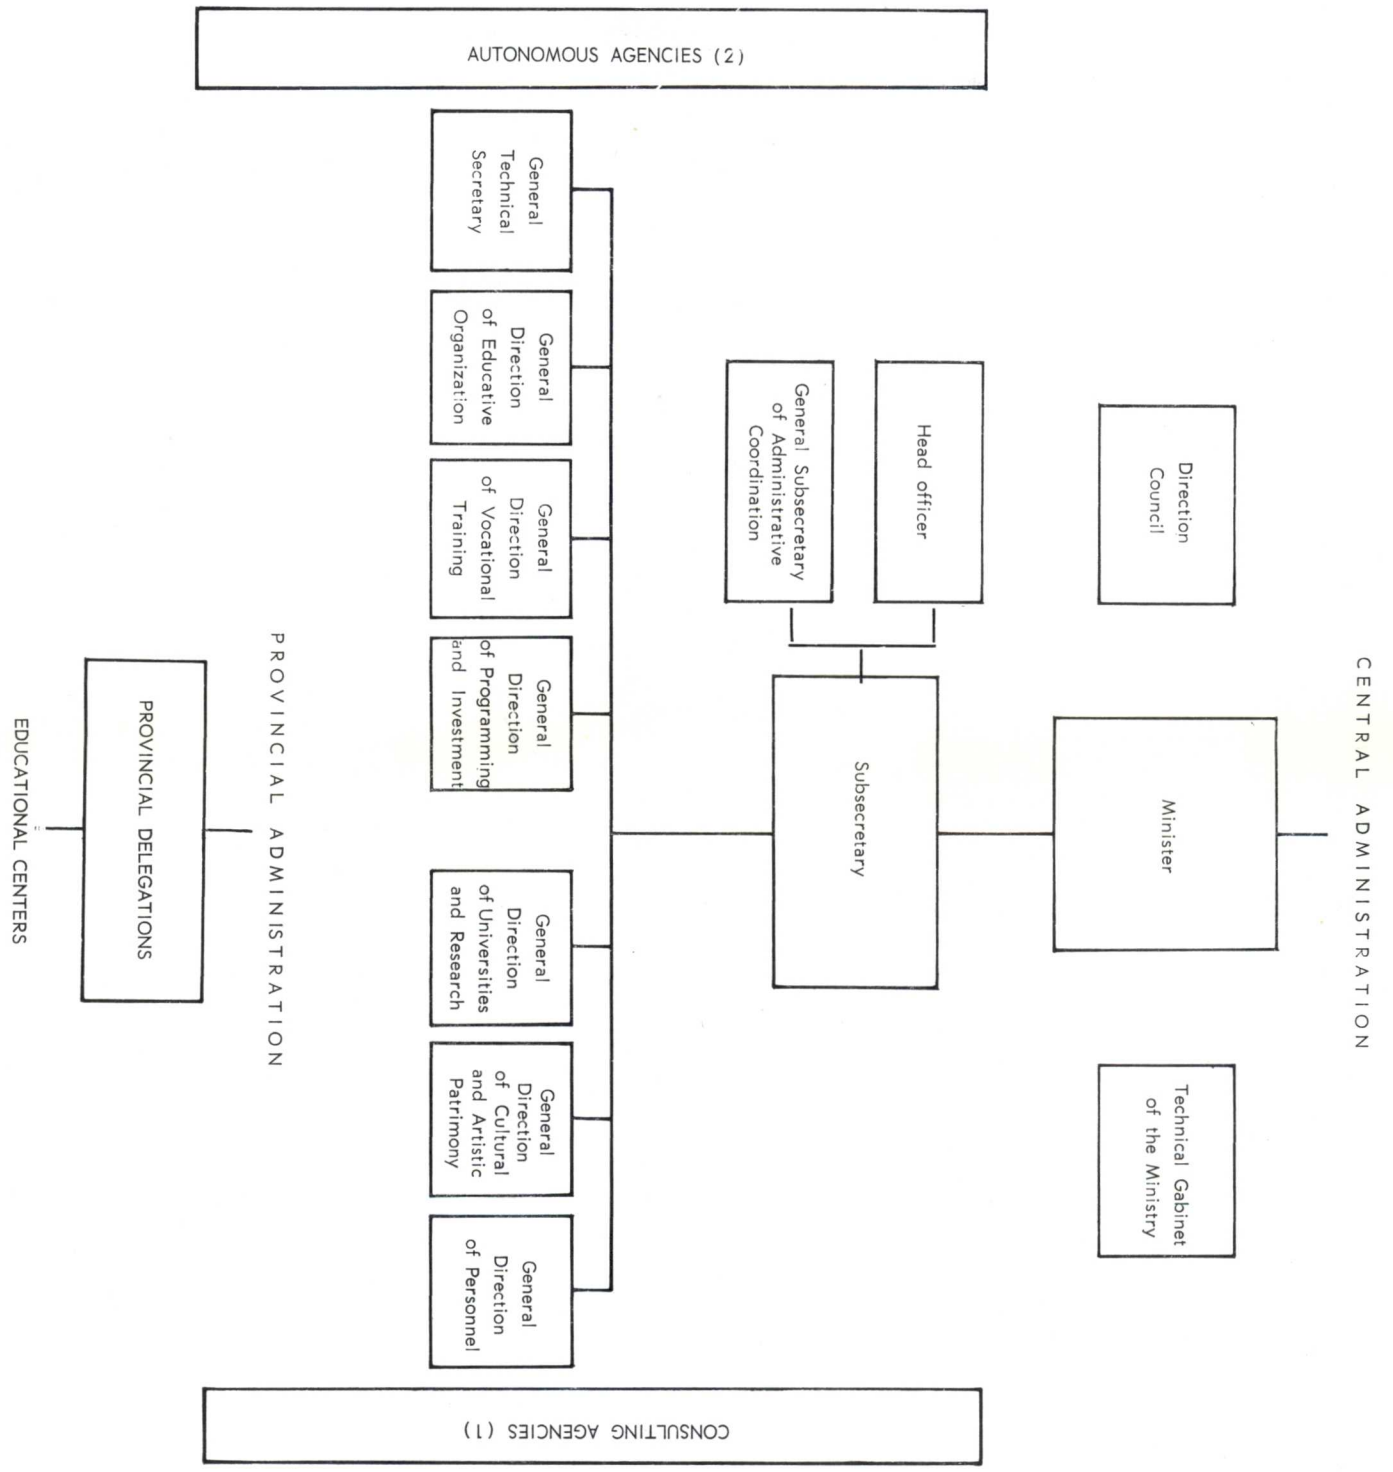 CENTRAL ADMINISTRATION
Direction
Council
Minister
Technical Gabinet
of the Ministry
Head officer
General Subsecretary
of Administrative
Coordination
Subsecretary
AUTONOMOUS AGENCIES (2)
General
Technical
Secretary
General
Direction
of Educative
Organization
General
Direction
of Vocational
Training
General
Direction
of Programming
and Investment
General
Direction
of Universities
and Research
General
Direction
of Cultural
and Artistic
Patrimony
General
Direction
of Personnel
CONSULTING AGENCIES (1)
PROVINCIAL ADMINISTRATION
PROVINCIAL DELEGATIONS
EDUCATIONAL CENTERS